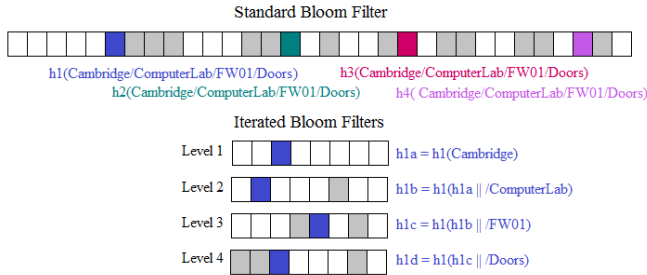 Standard Bloom Filter
h1(Cambridge/ComputerLab/FW01/Doors)
h3(Cambridge/ComputerLab/FW01/Doors)
h2(Cambridge/ComputerLab/FW01/Doors)
h4( Cambridge/ComputerLab/FW01/Doors)
Iterated Bloom Filters
Level 1 h1a = h1(Cambridge)
Level 2 h1b = h1(h1a || /ComputerLab)
Level 3 h1c = h1(h1b || /FW01)
Level 4 h1d = h1(h1c || /Doors)